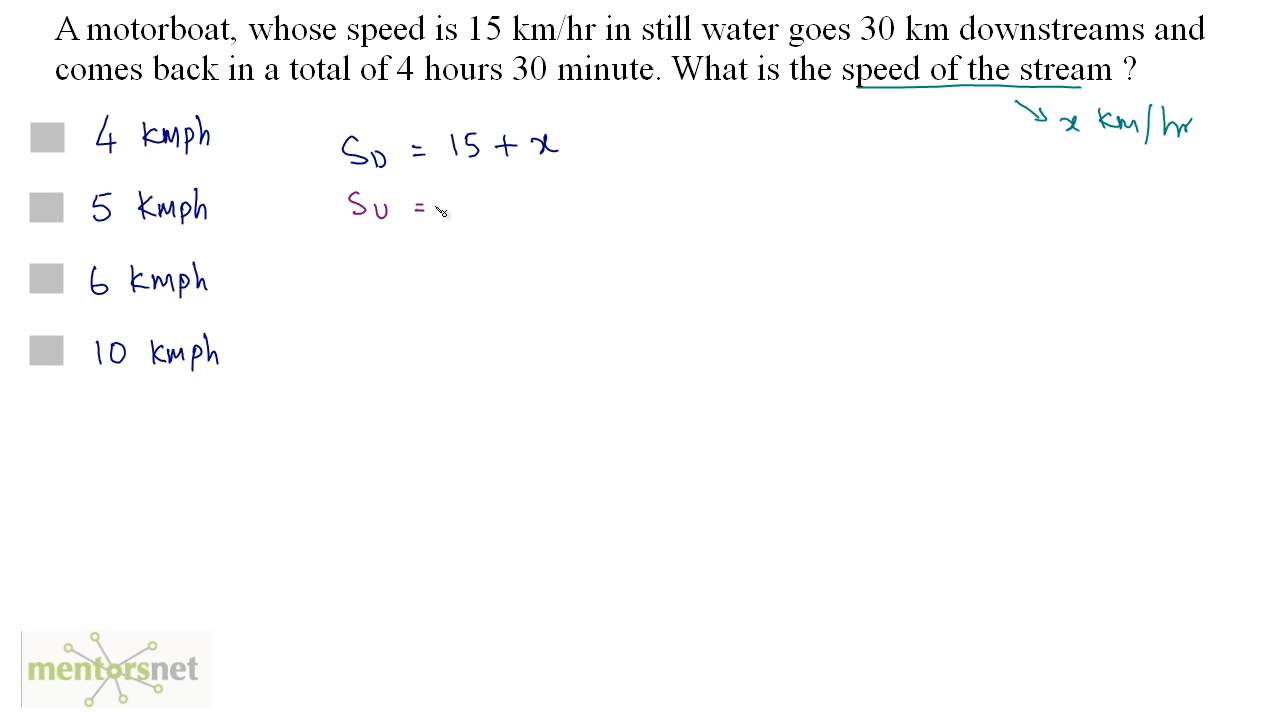 A motorboat, whose speed is 15 km/hr in still water goes 30 km downstreams and
comes back in a total of 4 hours 30 minute. What is the speed of the stream ?
x km/hr
4 kmph
S_D = 15 + x
5 kmph
S_U =
6 kmph
10 kmph
mentorsnet